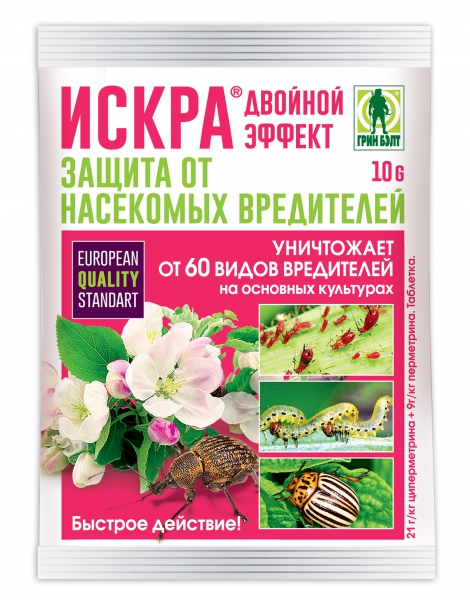 ИСКРА® ДВОЙНОЙ
ЭФФЕКТ
ГРИН БЭЛТ
ЗАЩИТА ОТ
10 G
НАСЕКОМЫХ ВРЕДИТЕЛЕЙ
EUROPEAN
QUALITY
STANDART
УНИЧТОЖАЕТ
ОТ 60 ВИДОВ ВРЕДИТЕЛЕЙ
на основных культурах
Быстрое действие!
21 г/кг циперметрина + 9г/кг перметрина. Таблетка.